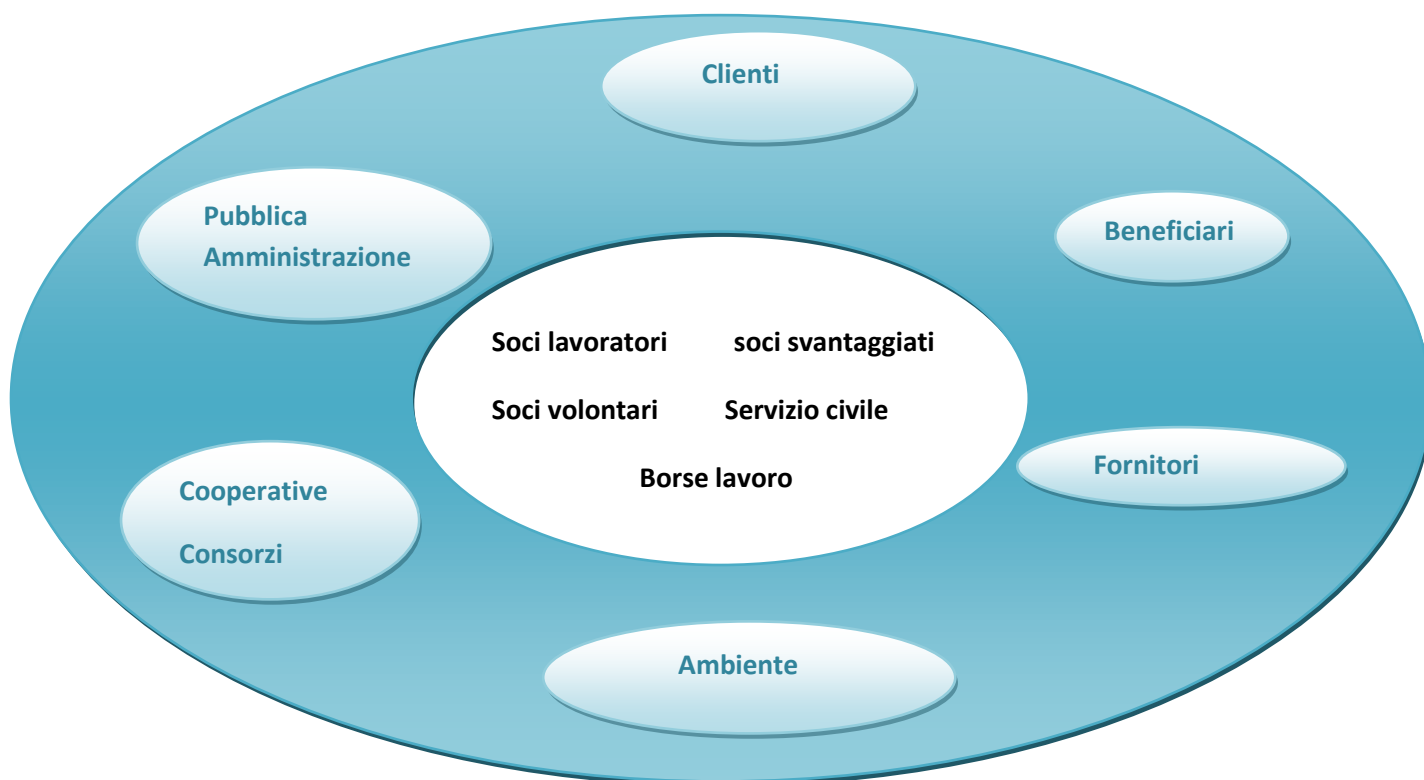 Clienti
Pubblica
Amministrazione
Beneficiari
Soci lavoratori soci svantaggiati
Soci volontari Servizio civile
Borse lavoro
Fornitori
Cooperative
Consorzi
Ambiente